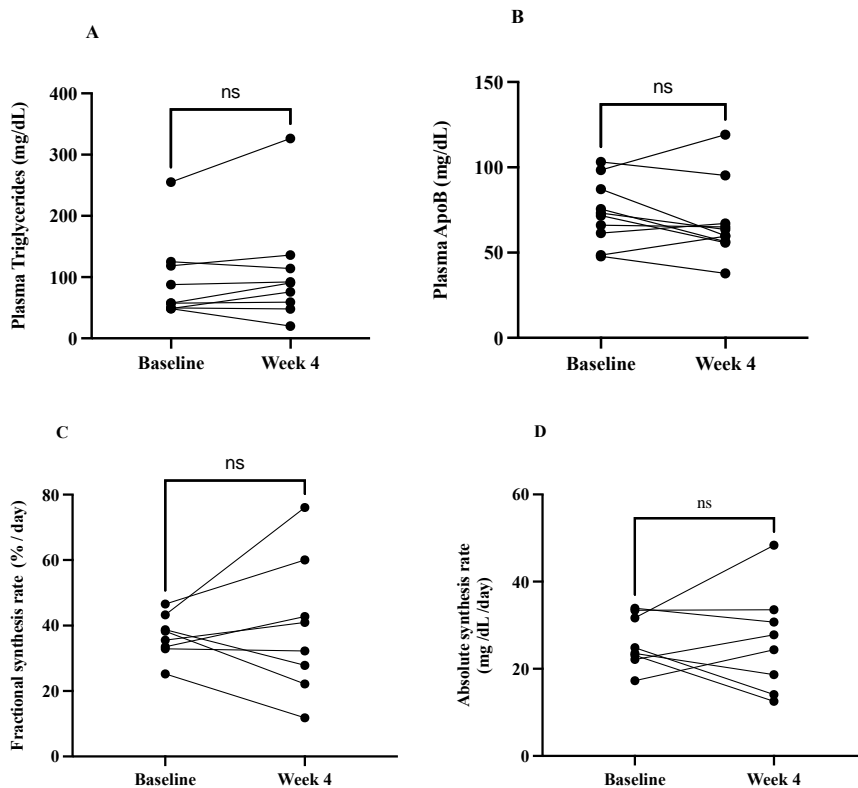 A
ns
Plasma Triglycerides (mg/dL)
400
300
200
100
0
Baseline
Week 4
B
ns
Plasma ApoB (mg/dL)
150
100
50
0
Baseline
Week 4
C
ns
Fractional synthesis rate (% / day)
80
60
40
20
0
Baseline
Week 4
D
ns
Absolute synthesis rate
(mg /dL /day)
60
40
20
0
Baseline
Week 4